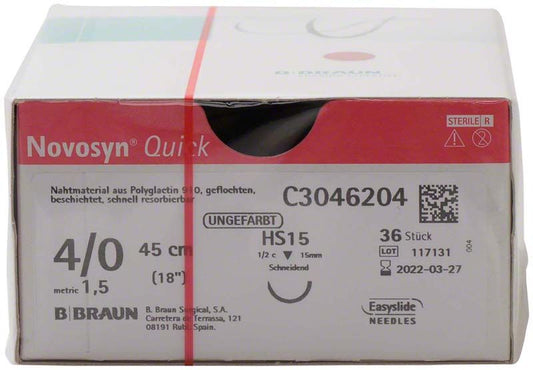 B BRAUN
Novosyn® Quick
STERILE R
Nahtmaterial aus Polyglactin 910, geflochten,
beschichtet, schnell resorbierbar
C3046204
UNGEFARBT
4/0 45 cm
(18")
metric 1,5
HS15
1/2 c 15mm
Schneidend
36 Stück
LOT 117131
2022-03-27
004
B BRAUN
B. Braun Surgical, S.A.
Carretera de Terrassa, 121
08191 Rubí, Spain.
Easyslide
NEEDLES